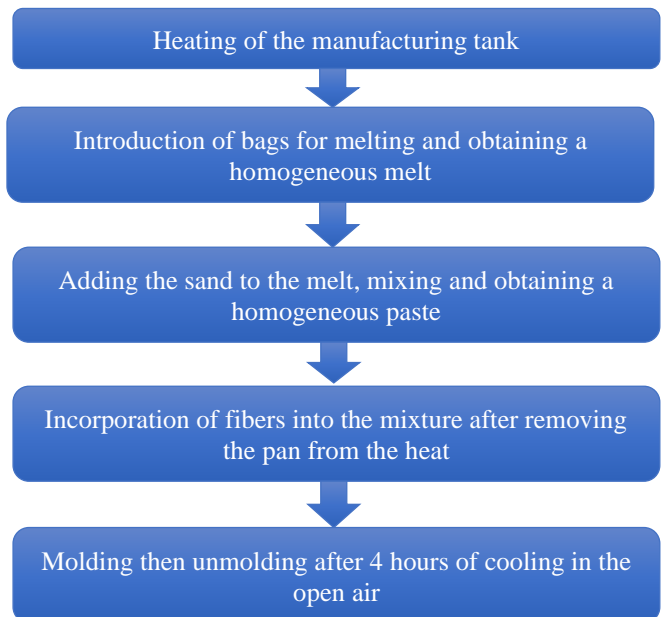 Heating of the manufacturing tank
Introduction of bags for melting and obtaining a
homogeneous melt
Adding the sand to the melt, mixing and obtaining a
homogeneous paste
Incorporation of fibers into the mixture after removing
the pan from the heat
Molding then unmolding after 4 hours of cooling in the
open air